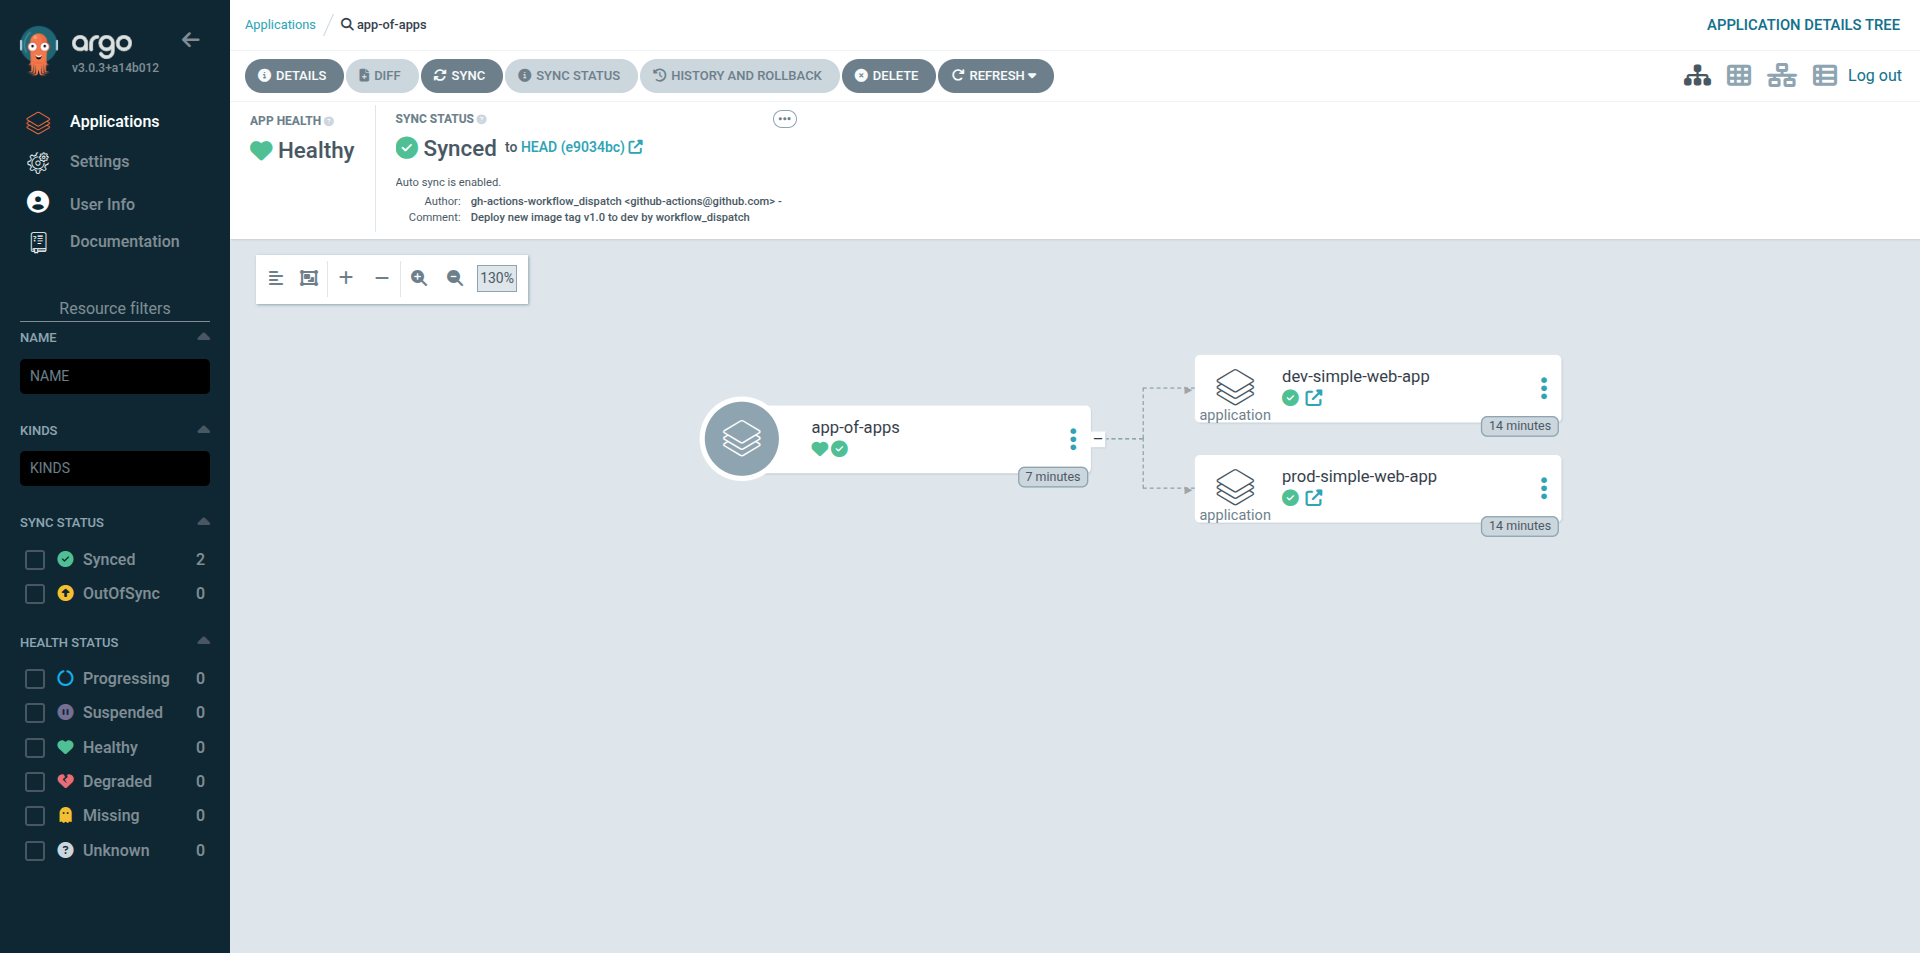 argo
v3.0.3+a14b012
Applications
Settings
User Info
Documentation
Resource filters
NAME
NAME
KINDS
KINDS
SYNC STATUS
Synced 2
OutOfSync 0
HEALTH STATUS
Progressing 0
Suspended 0
Healthy 0
Degraded 0
Missing 0
Unknown 0
Applications / app-of-apps
APPLICATION DETAILS TREE
DETAILS DIFF SYNC SYNC STATUS HISTORY AND ROLLBACK DELETE REFRESH
Log out
APP HEALTH
Healthy
SYNC STATUS
Synced to HEAD (e9034bc)
Auto sync is enabled.
Author: gh-actions-workflow_dispatch <github-actions@github.com> -
Comment: Deploy new image tag v1.0 to dev by workflow_dispatch
130%
app-of-apps
7 minutes
dev-simple-web-app
application
14 minutes
prod-simple-web-app
application
14 minutes